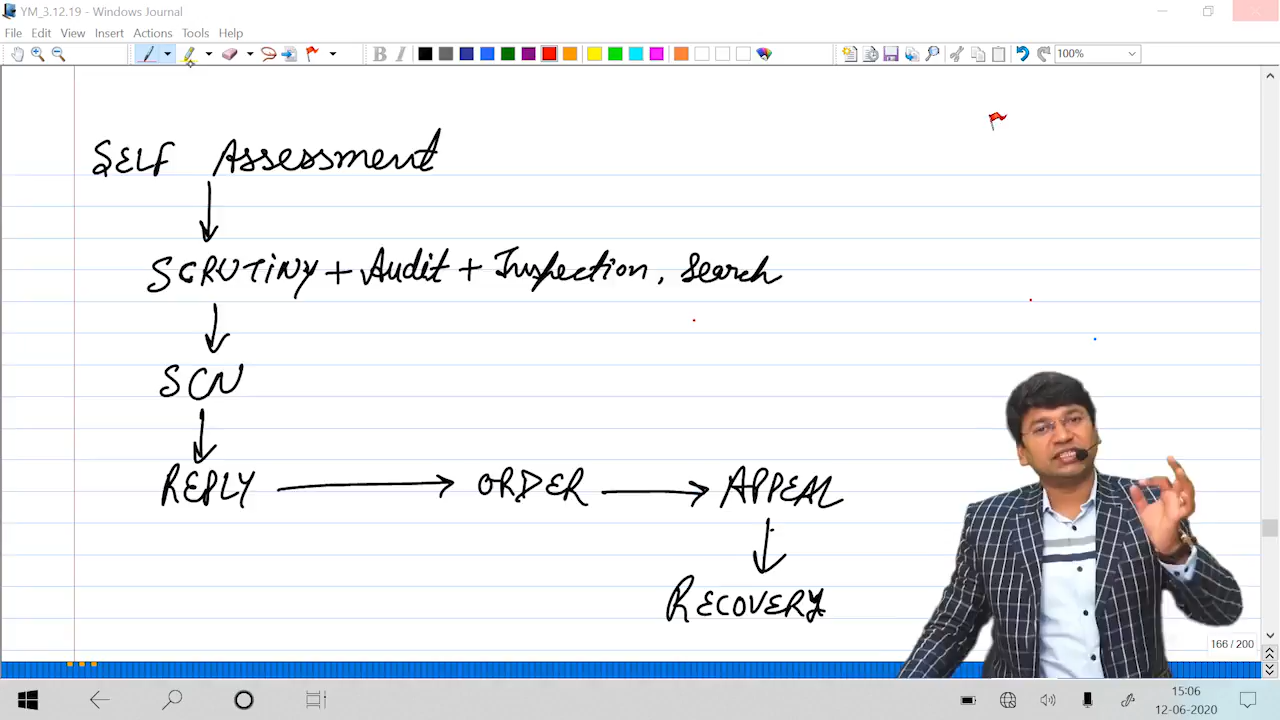 YM_3.12.19 - Windows Journal
File Edit View Insert Actions Tools Help
B I 100%
SELF Assessment
SCRUTINY + Audit + Inspection, Search
SCN
REPLY ORDER APPEAL
RECOVERY
166 / 200
15:06
12-06-2020